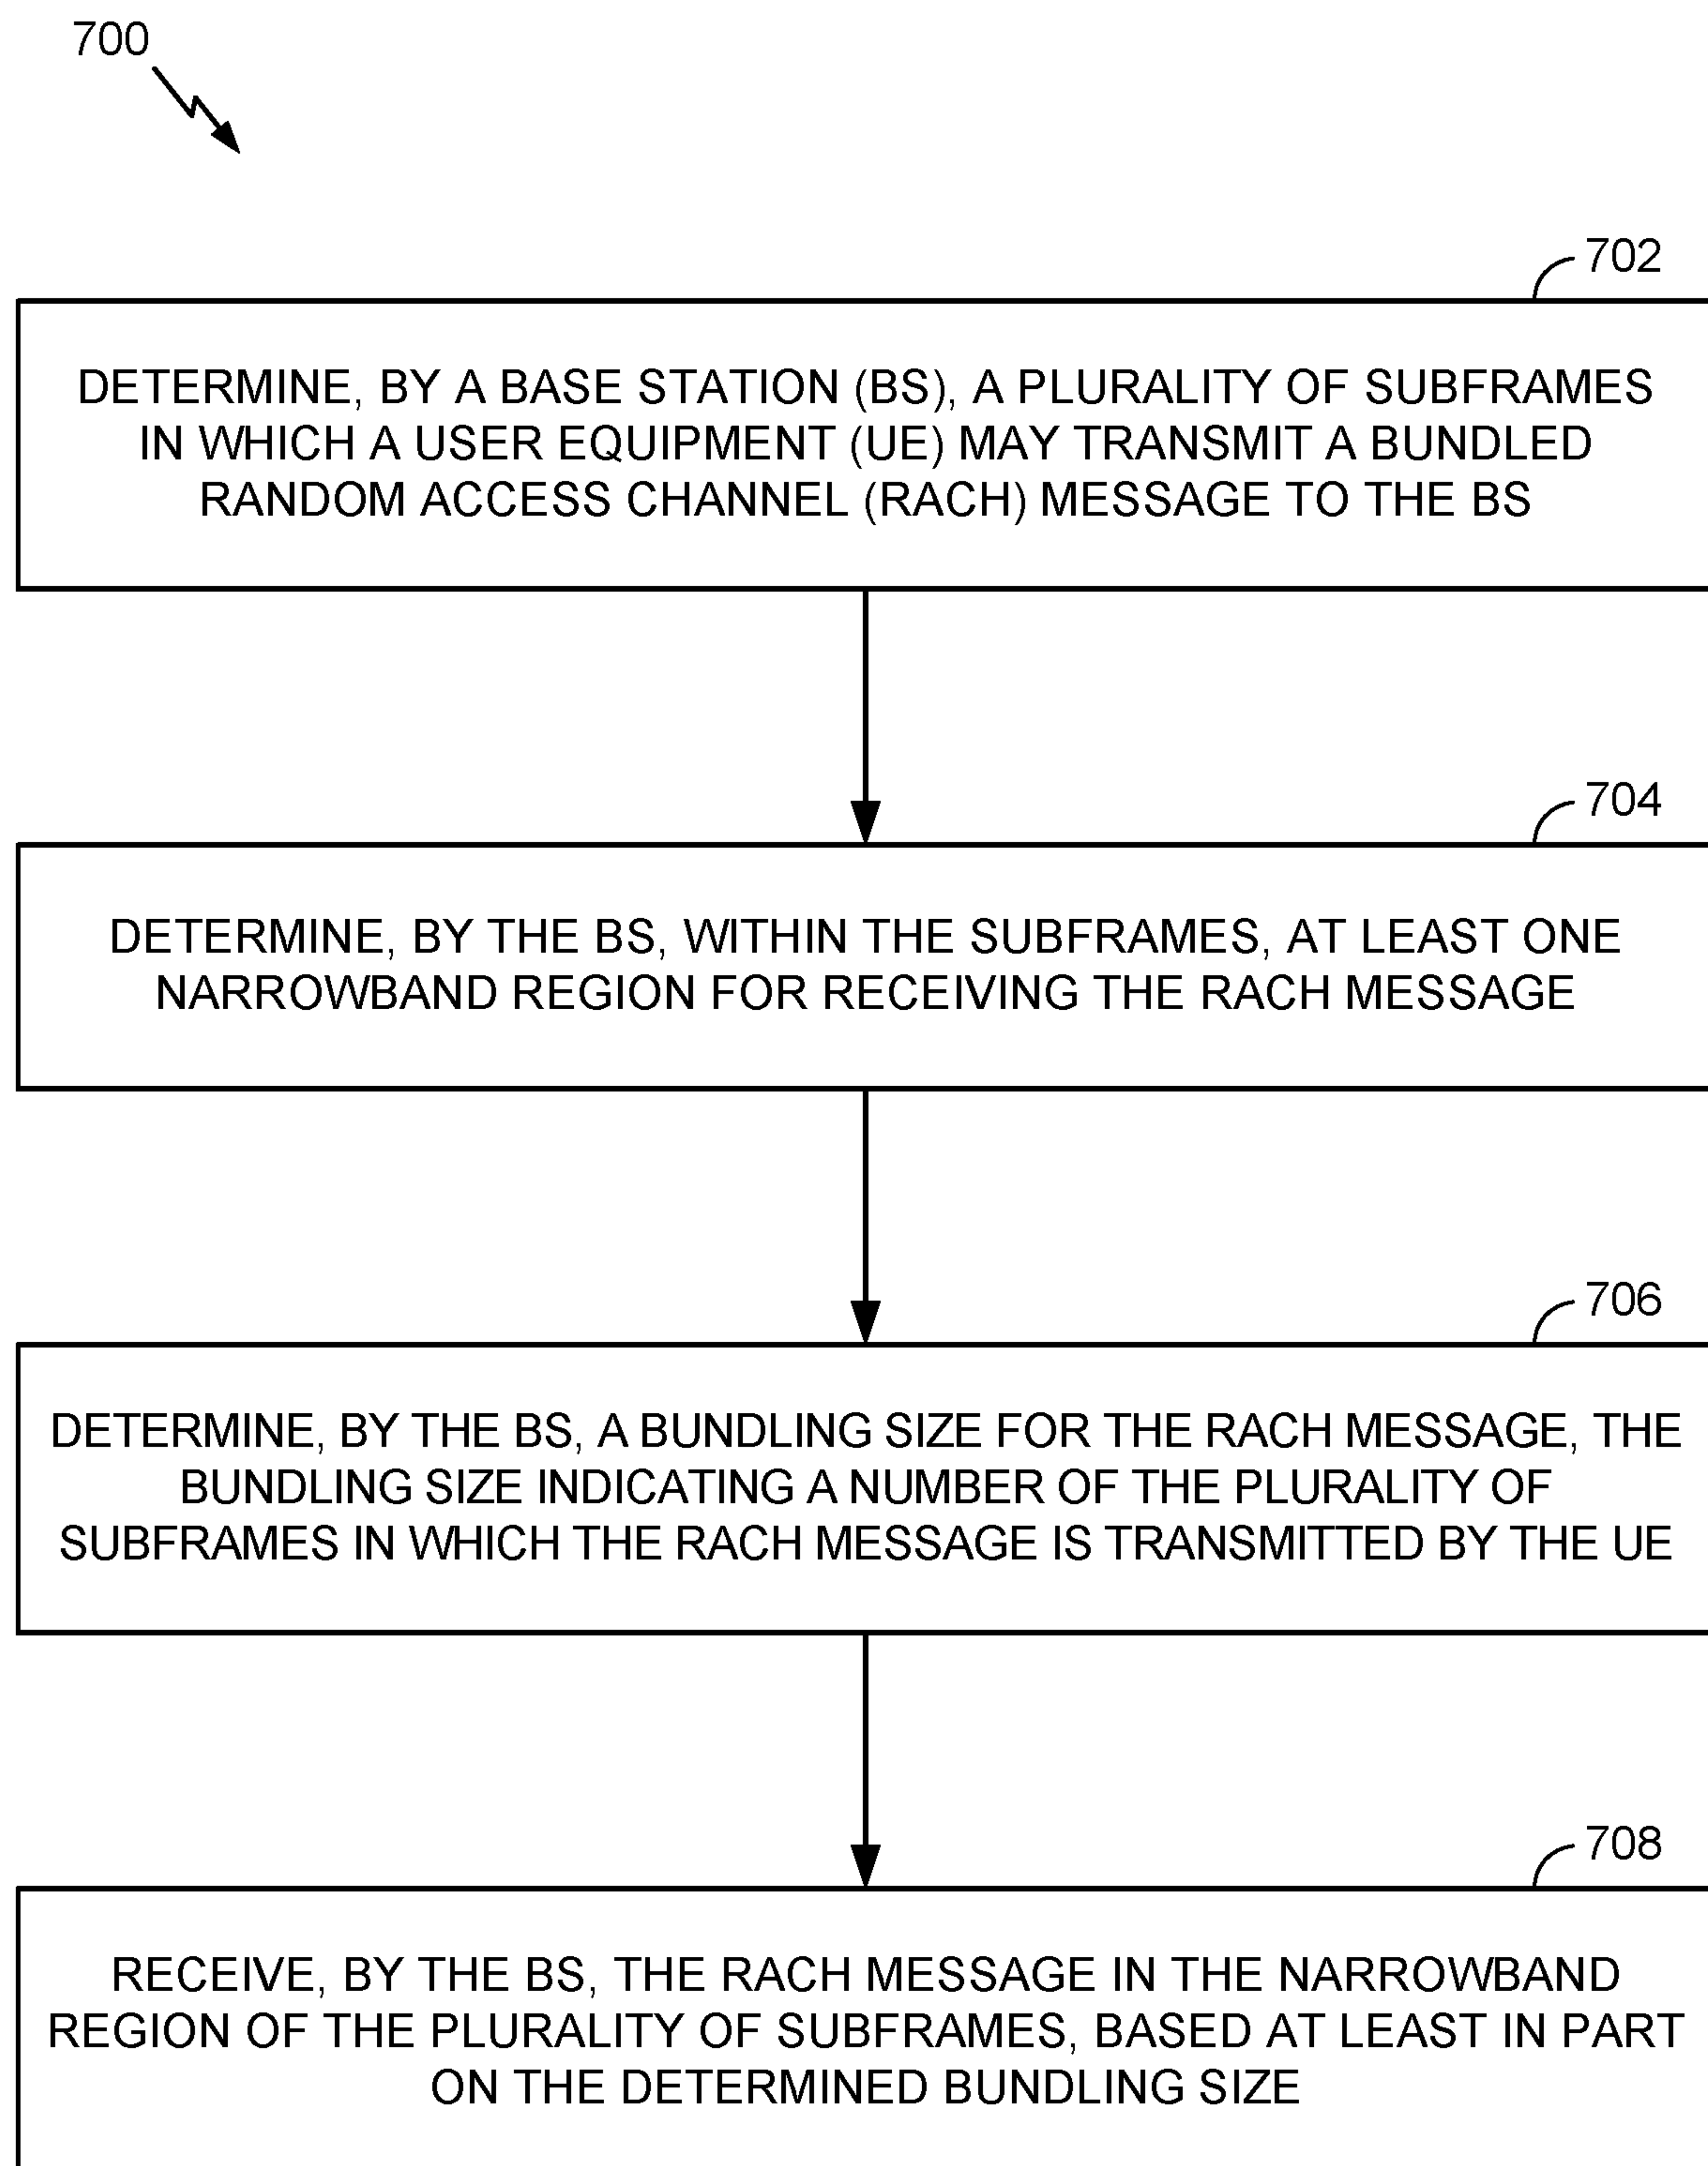 700
702
DETERMINE, BY A BASE STATION (BS), A PLURALITY OF SUBFRAMES
IN WHICH A USER EQUIPMENT (UE) MAY TRANSMIT A BUNDLED
RANDOM ACCESS CHANNEL (RACH) MESSAGE TO THE BS
704
DETERMINE, BY THE BS, WITHIN THE SUBFRAMES, AT LEAST ONE
NARROWBAND REGION FOR RECEIVING THE RACH MESSAGE
706
DETERMINE, BY THE BS, A BUNDLING SIZE FOR THE RACH MESSAGE, THE
BUNDLING SIZE INDICATING A NUMBER OF THE PLURALITY OF
SUBFRAMES IN WHICH THE RACH MESSAGE IS TRANSMITTED BY THE UE
708
RECEIVE, BY THE BS, THE RACH MESSAGE IN THE NARROWBAND
REGION OF THE PLURALITY OF SUBFRAMES, BASED AT LEAST IN PART
ON THE DETERMINED BUNDLING SIZE